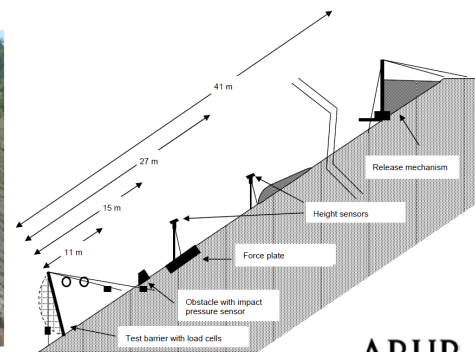 41 m
27 m
15 m
11 m
Release mechanism
Height sensors
Force plate
Obstacle with impact
pressure sensor
Test barrier with load cells